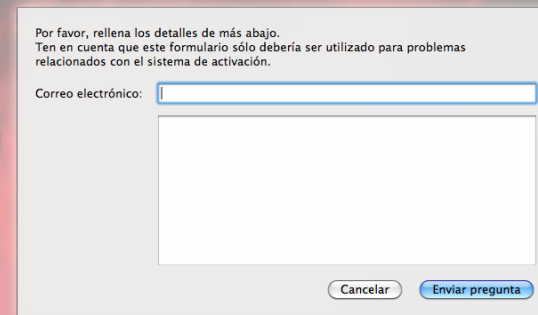 Por favor, rellena los detalles de más abajo.
Ten en cuenta que este formulario sólo debería ser utilizado para problemas
relacionados con el sistema de activación.
Correo electrónico:
Cancelar
Enviar pregunta